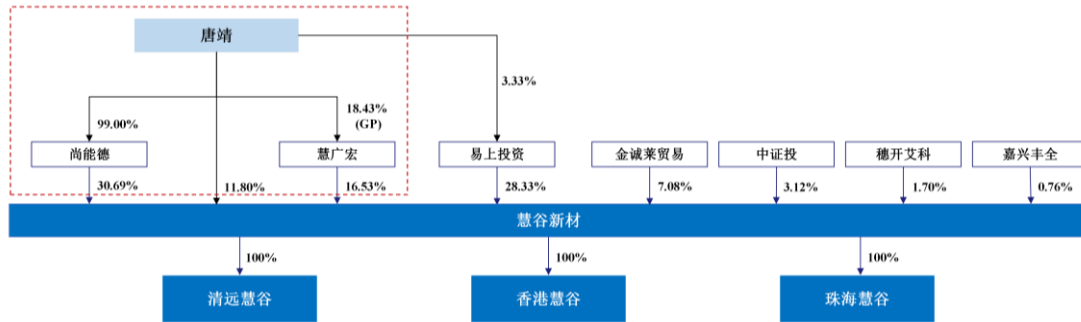 唐靖
3.33%
99.00%
18.43%
(GP)
尚能德
慧广宏
易上投资
金诚莱贸易
中证投
穗开艾科
嘉兴丰全
30.69%
11.80%
16.53%
28.33%
7.08%
3.12%
1.70%
0.76%
慧谷新材
100%
100%
100%
清远慧谷
香港慧谷
珠海慧谷